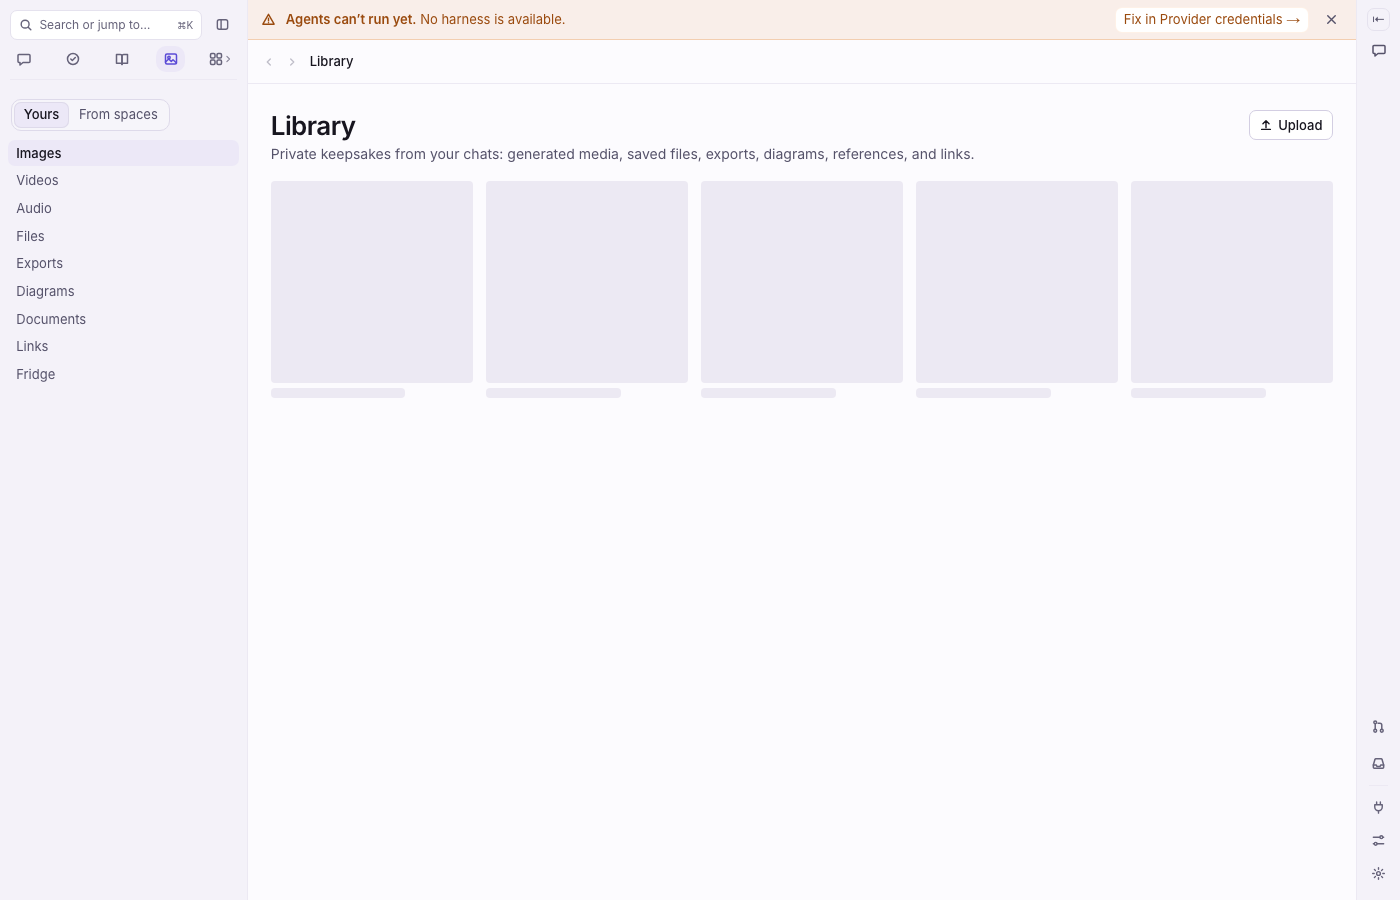 Search or jump to...
⌘K
Agents can't run yet. No harness is available.
Fix in Provider credentials →
Library
Yours
From spaces
Images
Videos
Audio
Files
Exports
Diagrams
Documents
Links
Fridge
Library
Upload
Private keepsakes from your chats: generated media, saved files, exports, diagrams, references, and links.